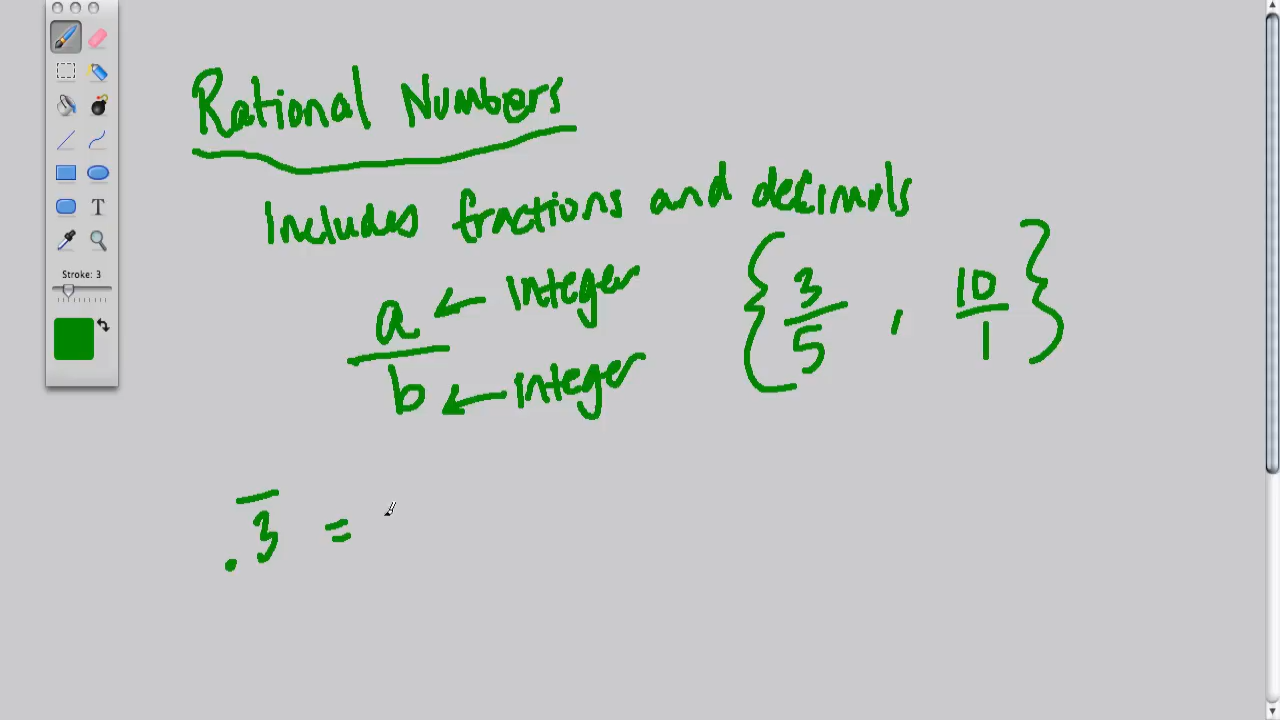 Rational Numbers
Includes fractions and decimals
a ← Integer
b ← Integer
{ 3/5 , 10/1 }
.3̅ =
T
Stroke: 3